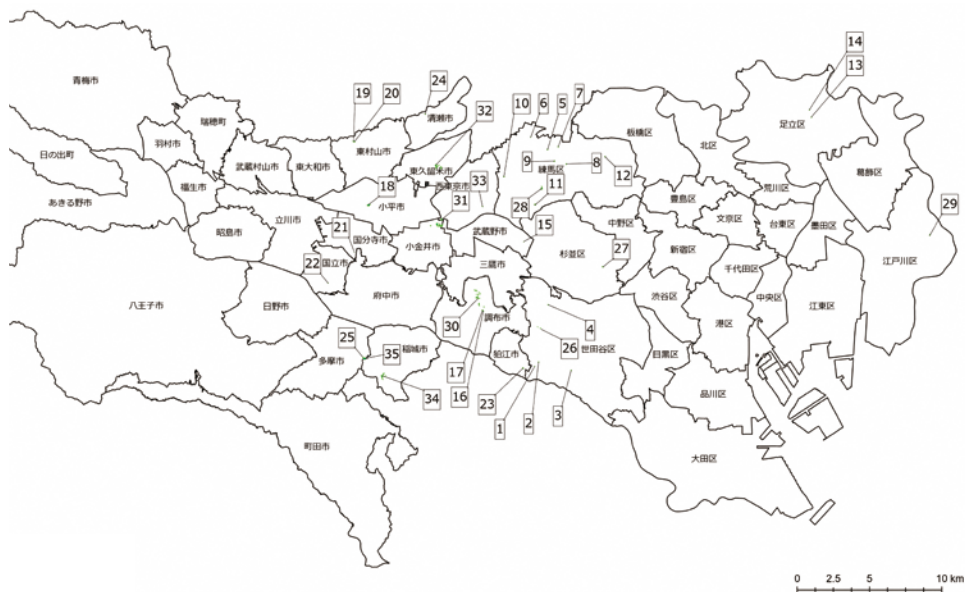 14
13
24
19
20
32
10
6
5
7
青梅市
瑞穂町
羽村市
日の出町
福生市
あきる野市
武蔵村山市
東大和市
東村山市
清瀬市
東久留米市
西東京市
33
9
練馬区
8
12
板橋区
北区
足立区
葛飾区
荒川区
豊島区
文京区
台東区
墨田区
29
18
小平市
31
28
11
15
立川市
昭島市
21
国分寺市
小金井市
武蔵野市
中野区
杉並区
27
新宿区
千代田区
江戸川区
22
国立市
三鷹市
渋谷区
中央区
江東区
八王子市
日野市
府中市
30
調布市
4
港区
25
35
稲城市
多摩市
17
16
狛江市
26
世田谷区
目黒区
34
23
1
2
3
品川区
町田市
大田区
0 2.5 5 10 km